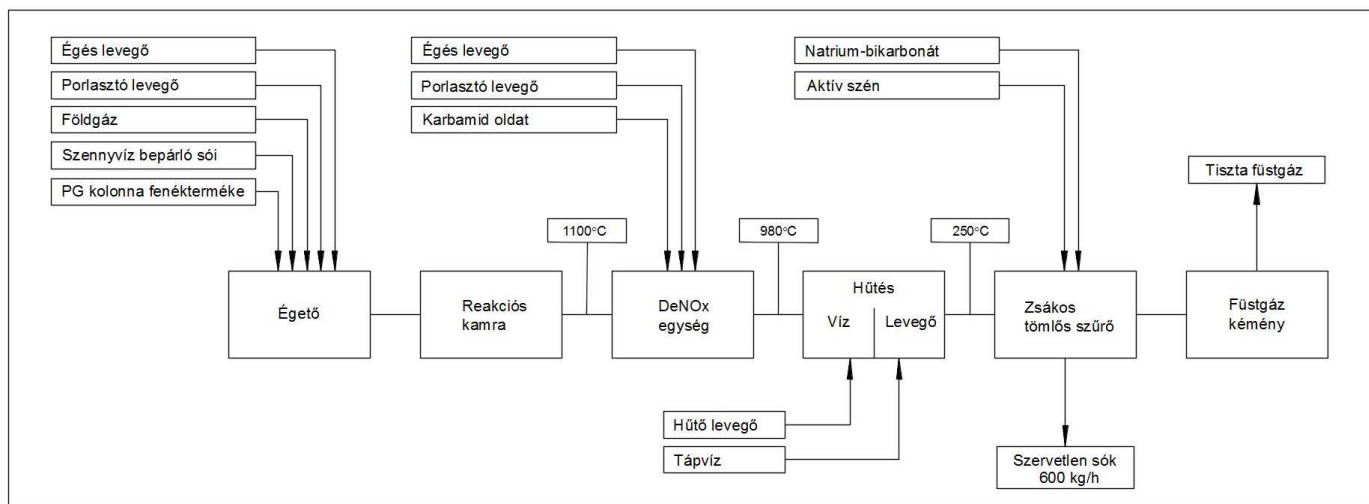 Égés levegő
Porlasztó levegő
Földgáz
Szennyvíz bepárló sói
PG kolonna fenékterméke
Égés levegő
Porlasztó levegő
Karbamid oldat
Natrium-bikarbonát
Aktív szén
Tiszta füstgáz
1100°C
980°C
250°C
Égető
Reakciós
kamra
DeNOx
egység
Hűtés
Víz
Levegő
Zsákos
tömlős szűrő
Füstgáz
kémény
Hűtő levegő
Tápvíz
Szervetlen sók
600 kg/h